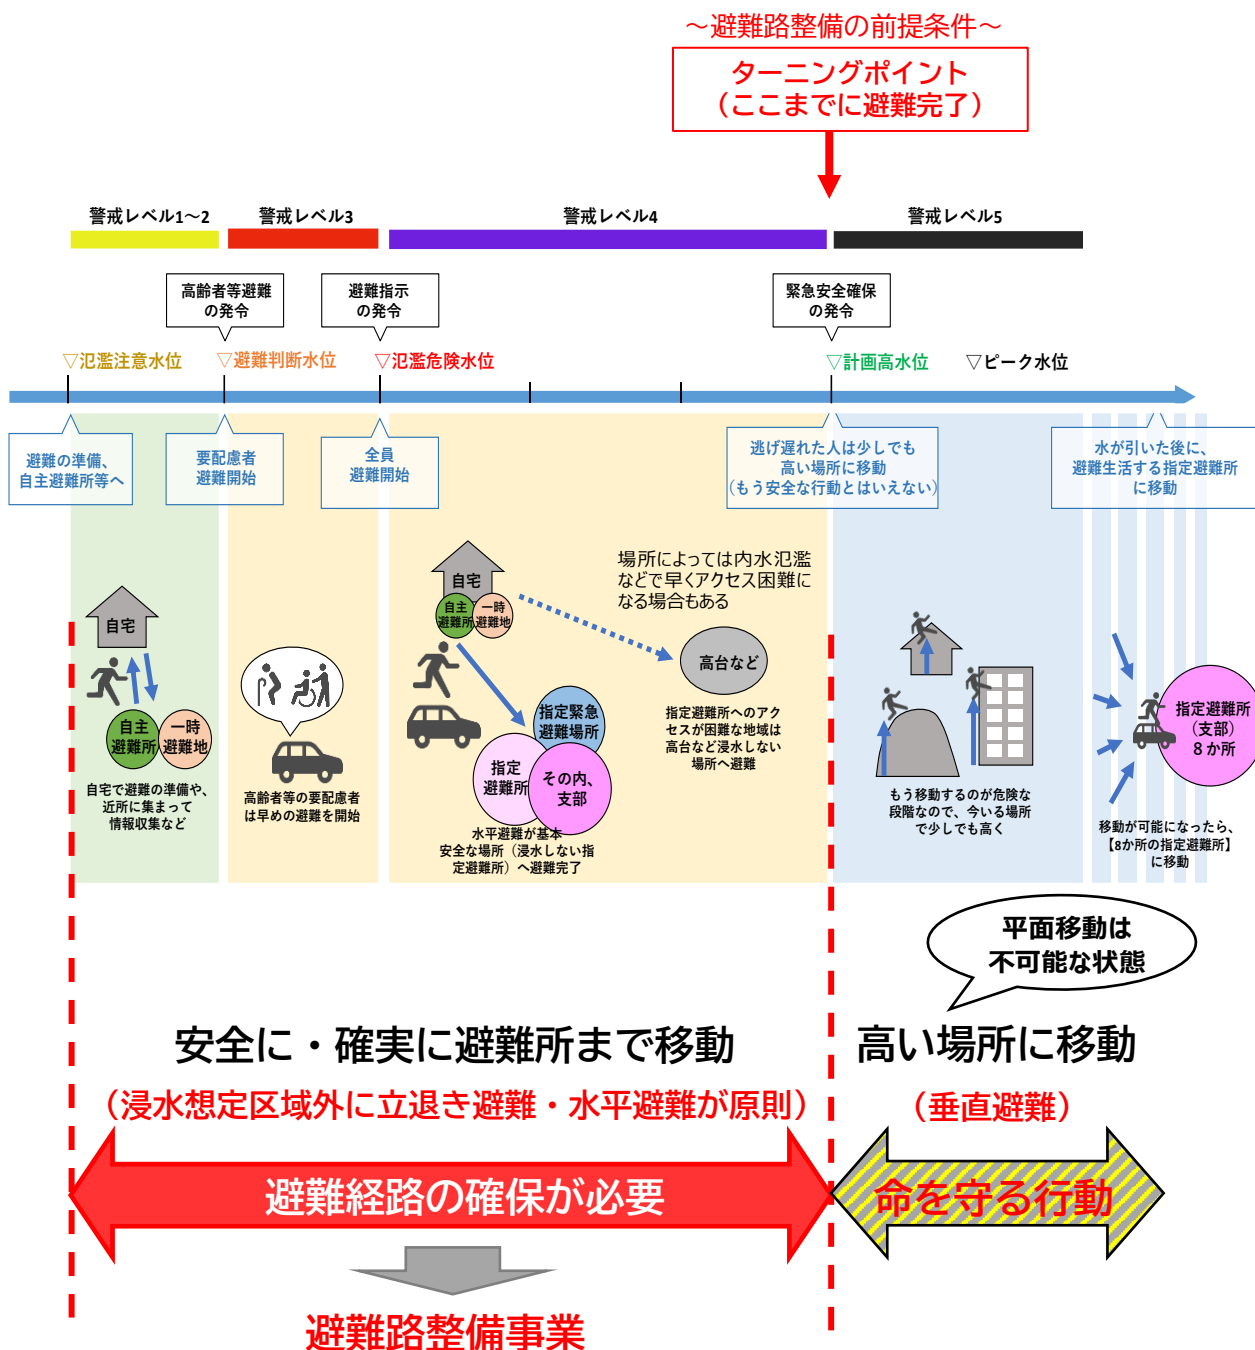 ～避難路整備の前提条件～
ターニングポイント
（ここまでに避難完了）
警戒レベル1～2
警戒レベル3
警戒レベル4
警戒レベル5
高齢者等避難
の発令
避難指示
の発令
緊急安全確保
の発令
▽氾濫注意水位
▽避難判断水位
▽氾濫危険水位
▽計画高水位
▽ピーク水位
避難の準備、
自主避難所等へ
要配慮者
避難開始
全員
避難開始
逃げ遅れた人は少しでも
高い場所に移動
（もう安全な行動とはいえない）
水が引いた後に、
避難生活する指定避難所
に移動
自宅
自主
避難所
一時
避難地
自宅で避難の準備や、
近所に集まって
情報収集など
高齢者等の要配慮者
は早めの避難を開始
自宅
自主
避難所
一時
避難地
場所によっては内水氾濫
などで早くアクセス困難に
なる場合もある
高台など
指定避難所へのアク
セスが困難な地域は
高台など浸水しない
場所へ避難
指定緊急
避難場所
指定
避難所
その内、
支部
水平避難が基本
安全な場所（浸水しない指
定避難所）へ避難完了
もう移動するのが危険な
段階なので、今いる場所
で少しでも高く
指定避難所
（支部）
８か所
移動が可能になったら、
【8か所の指定避難所】
に移動
平面移動は
不可能な状態
安全に・確実に避難所まで移動
（浸水想定区域外に立退き避難・水平避難が原則）
高い場所に移動
（垂直避難）
避難経路の確保が必要
命を守る行動
避難路整備事業